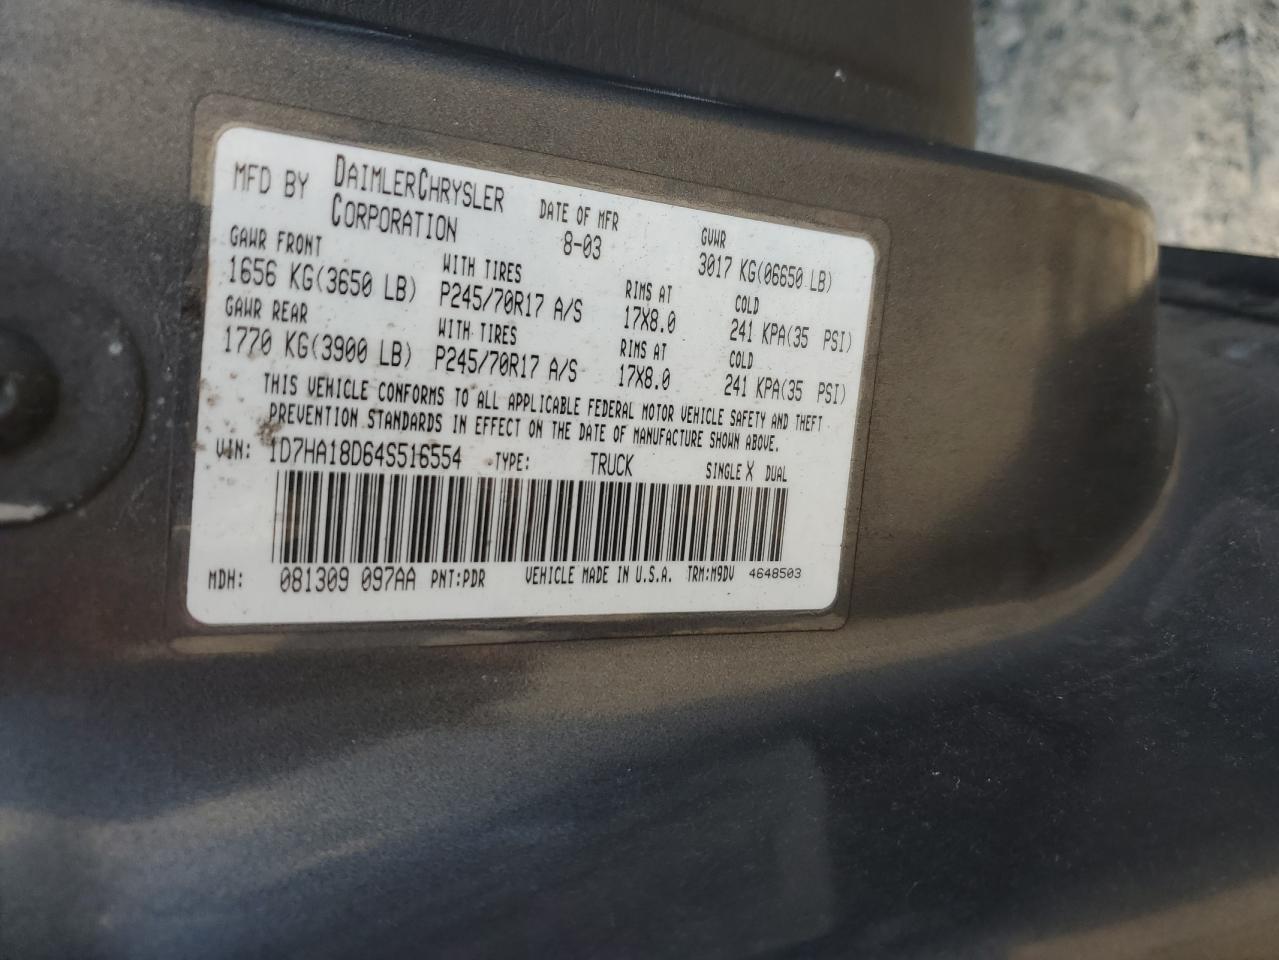 MFD BY DAIMLERCHRYSLER CORPORATION
DATE OF MFR 8-03
GVWR 3017 KG(06650 LB)
GAWR FRONT WITH TIRES RIMS AT COLD
1656 KG(3650 LB) P245/70R17 A/S 17X8.0 241 KPA(35 PSI)
GAWR REAR WITH TIRES RIMS AT COLD
1770 KG(3900 LB) P245/70R17 A/S 17X8.0 241 KPA(35 PSI)
THIS VEHICLE CONFORMS TO ALL APPLICABLE FEDERAL MOTOR VEHICLE SAFETY AND THEFT
PREVENTION STANDARDS IN EFFECT ON THE DATE OF MANUFACTURE SHOWN ABOVE.
VIN: 1D7HA18D64S516554 TYPE: TRUCK SINGLE X DUAL
MDH: 081309 097AA PNT:PDR VEHICLE MADE IN U.S.A. TRM:M9DV 4648503